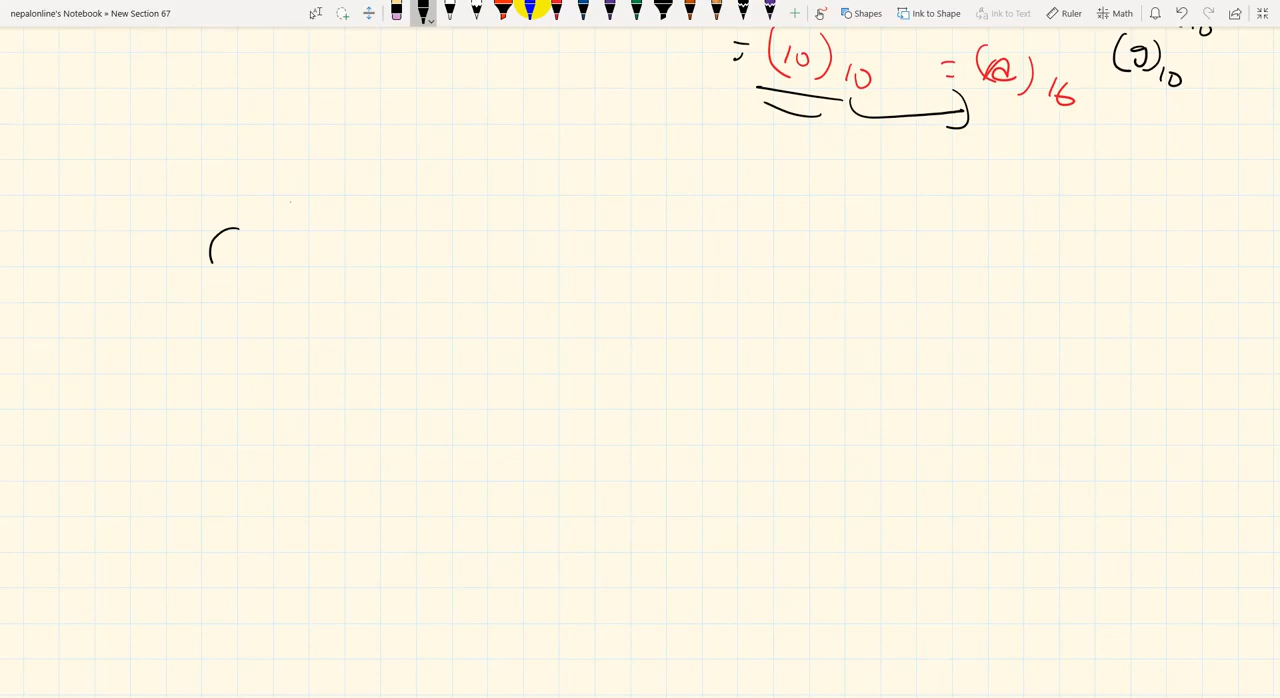 nepalonline's Notebook » New Section 67
Shapes Ink to Shape Ink to Text Ruler Math
= (10)10 = (a)16 (9)10